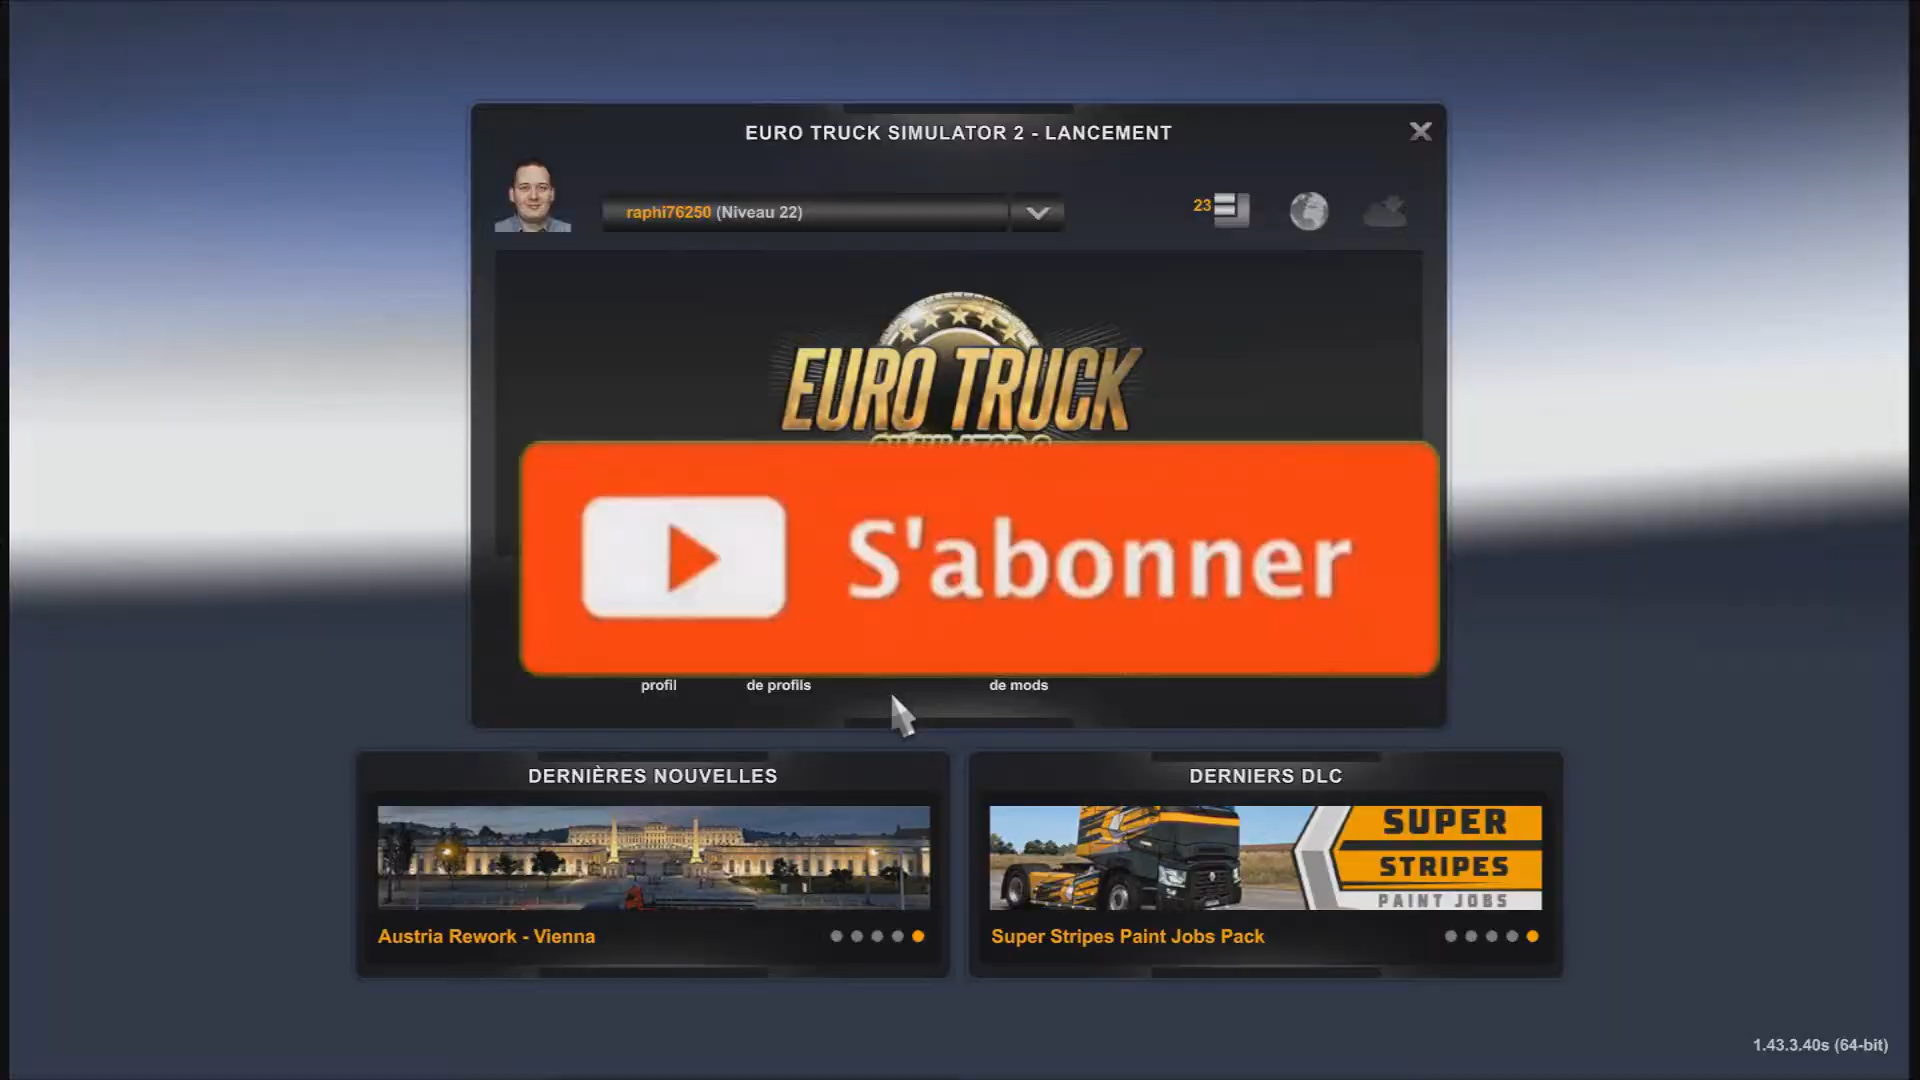 EURO TRUCK SIMULATOR 2 - LANCEMENT
raphi76250 (Niveau 22)
23
EURO TRUCK
S'abonner
profil
de profils
de mods
DERNIÈRES NOUVELLES
Austria Rework - Vienna
DERNIERS DLC
SUPER
STRIPES
PAINT JOBS
Super Stripes Paint Jobs Pack
1.43.3.40s (64-bit)